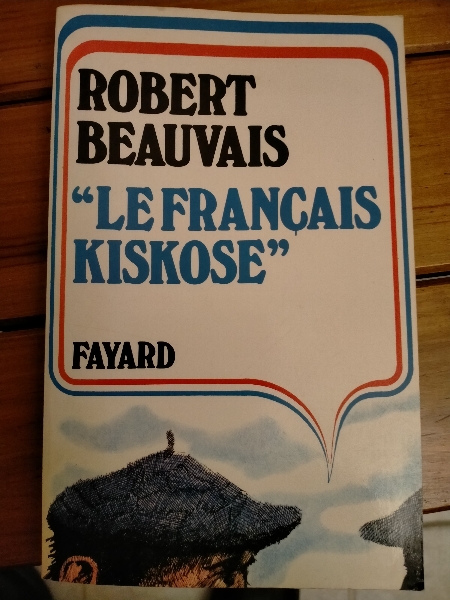 ROBERT
BEAUVAIS
“LE FRANÇAIS
KISKOSE”
FAYARD